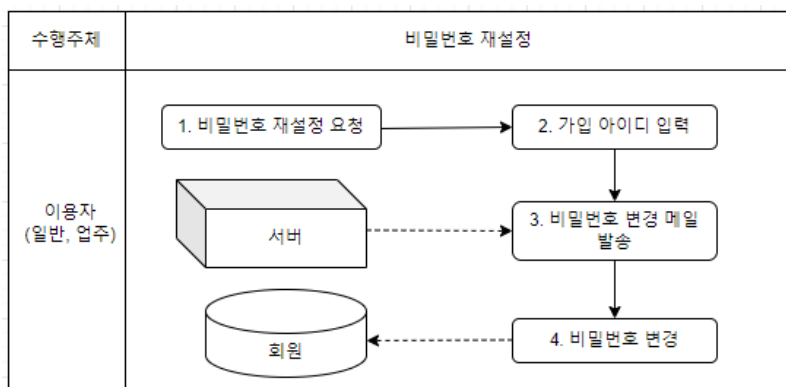 수행주체
비밀번호 재설정
1. 비밀번호 재설정 요청
2. 가입 아이디 입력
이용자
(일반, 업주)
서버
3. 비밀번호 변경 메일
발송
회원
4. 비밀번호 변경